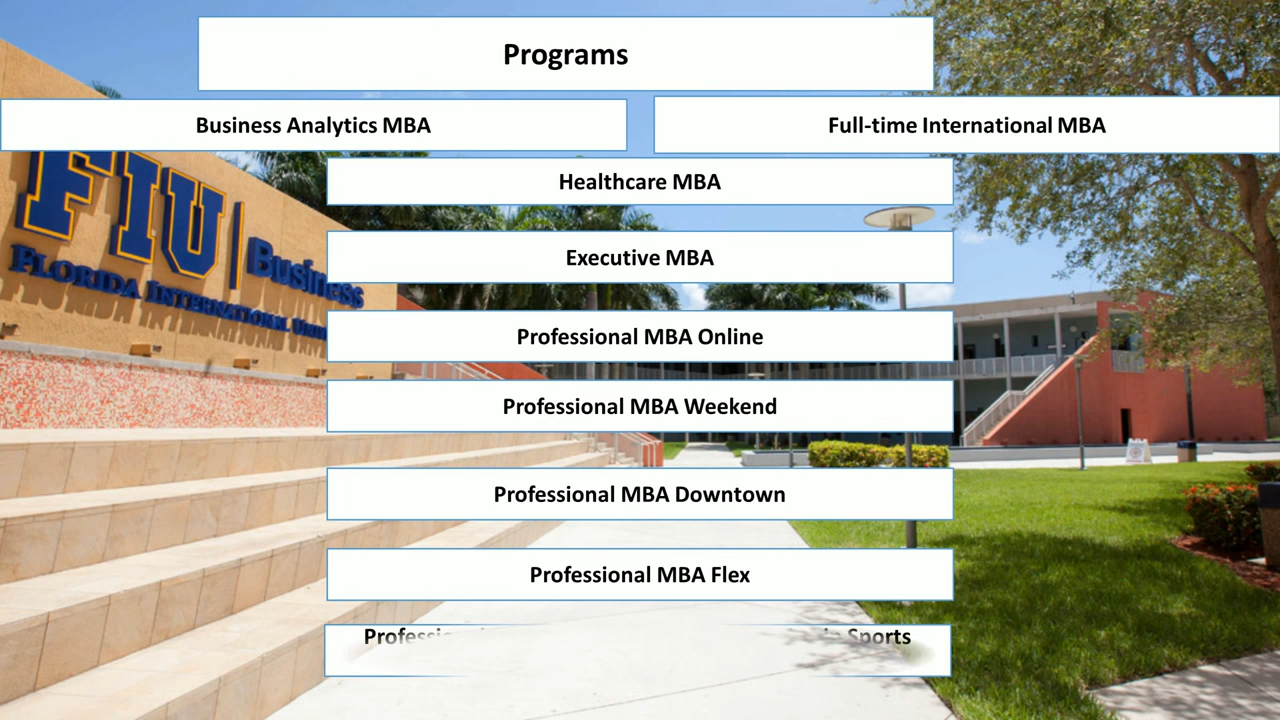 Programs
Business Analytics MBA
Full-time International MBA
Healthcare MBA
FIU
Business
Florida International
Executive MBA
Professional MBA Online
Professional MBA Weekend
Professional MBA Downtown
Professional MBA Flex
in Sports